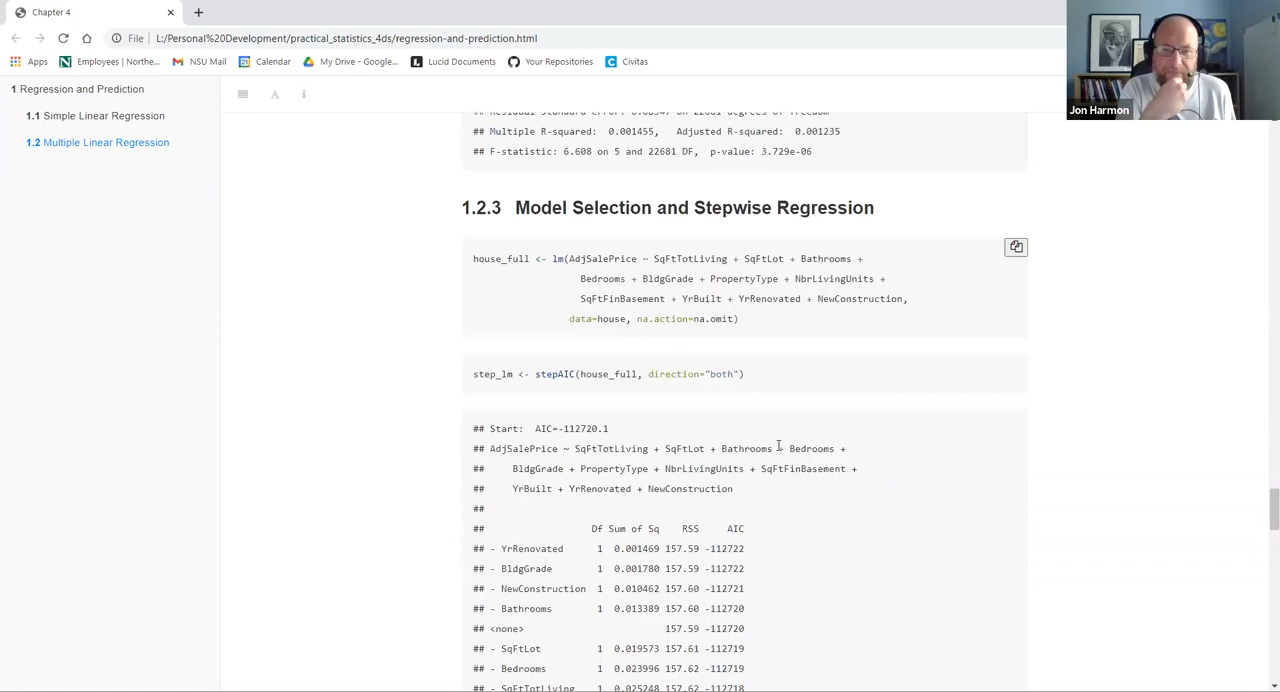 Chapter 4
File
L:/Personal%20Development/practical_statistics_4ds/regression-and-prediction.html
Apps
Employees (Northe...
NSU Mail
Calendar
My Drive - Google...
Lucid Documents
Your Repositories
Civitas
Jon Harmon
1 Regression and Prediction
1.1 Simple Linear Regression
1.2 Multiple Linear Regression
## Multiple R-squared:  0.001455,   Adjusted R-squared:  0.001235
## F-statistic: 6.608 on 5 and 22681 DF,  p-value: 3.729e-06
1.2.3 Model Selection and Stepwise Regression
house_full <- lm(AdjSalePrice ~ SqFtTotLiving + SqFtLot + Bathrooms +
Bedrooms + BldgGrade + PropertyType + NbrLivingUnits +
SqFtFinBasement + YrBuilt + YrRenovated + NewConstruction,
data=house, na.action=na.omit)
step_lm <- stepAIC(house_full, direction="both")
## Start:  AIC=-112720.1
## AdjSalePrice ~ SqFtTotLiving + SqFtLot + Bathrooms + Bedrooms +
##     BldgGrade + PropertyType + NbrLivingUnits + SqFtFinBasement +
##     YrBuilt + YrRenovated + NewConstruction
##
##                   Df Sum of Sq    RSS     AIC
## - YrRenovated      1  0.001469 157.59 -112722
## - BldgGrade        1  0.001780 157.59 -112722
## - NewConstruction  1  0.010462 157.60 -112721
## - Bathrooms        1  0.013389 157.60 -112720
## <none>                         157.59 -112720
## - SqFtLot          1  0.019573 157.61 -112719
## - Bedrooms         1  0.023996 157.62 -112719
## - SqFtTotLiving    1  0.025248 157.62 -112718